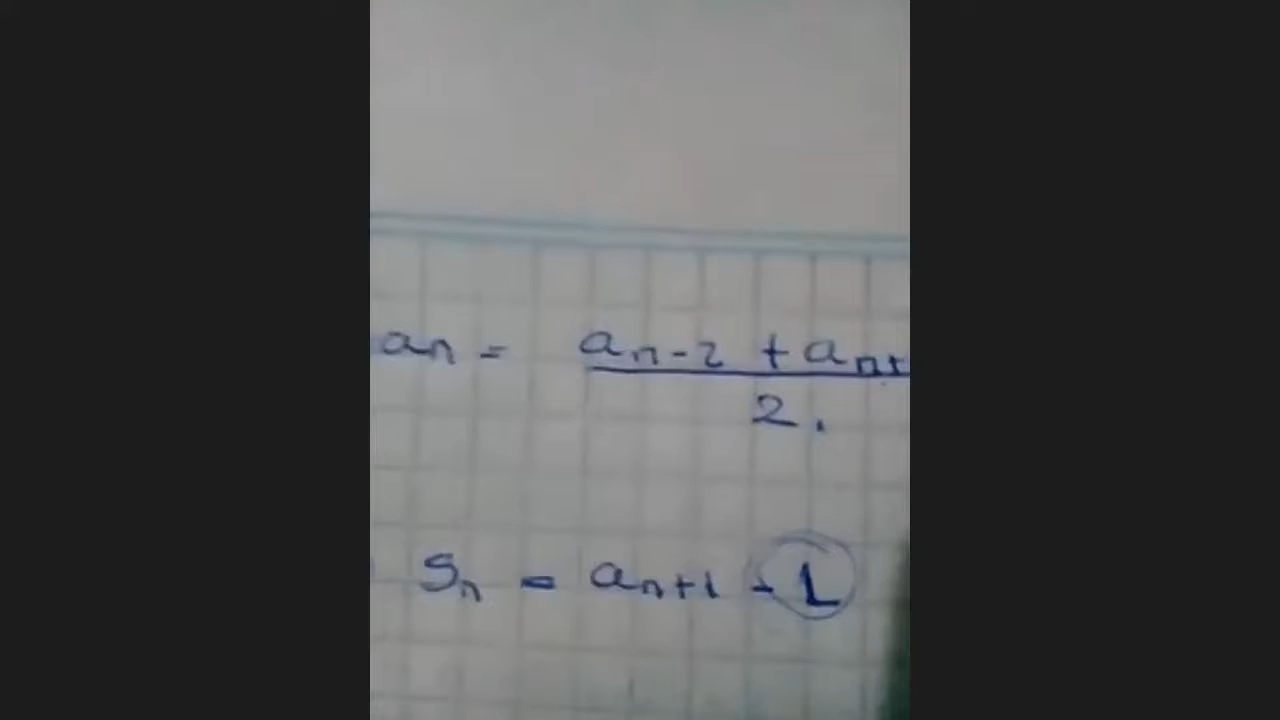 an = an-2 + an+
2.
Sn = an+1 - 1